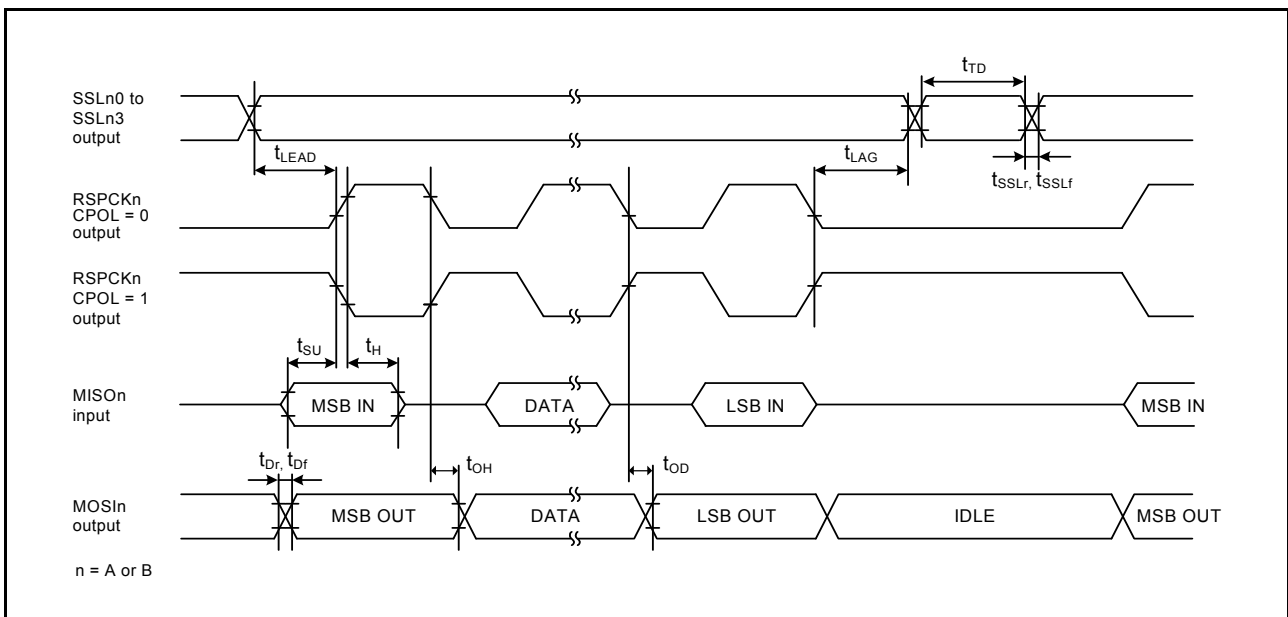 tTD
SSLn0 to
SSLn3
output
tLEAD
tLAG
tSSLr, tSSLf
RSPCKn
CPOL = 0
output
RSPCKn
CPOL = 1
output
tSU
tH
MISOn
input
MSB IN
DATA
LSB IN
MSB IN
tDr, tDf
tOH
tOD
MOSIn
output
MSB OUT
DATA
LSB OUT
IDLE
MSB OUT
n = A or B